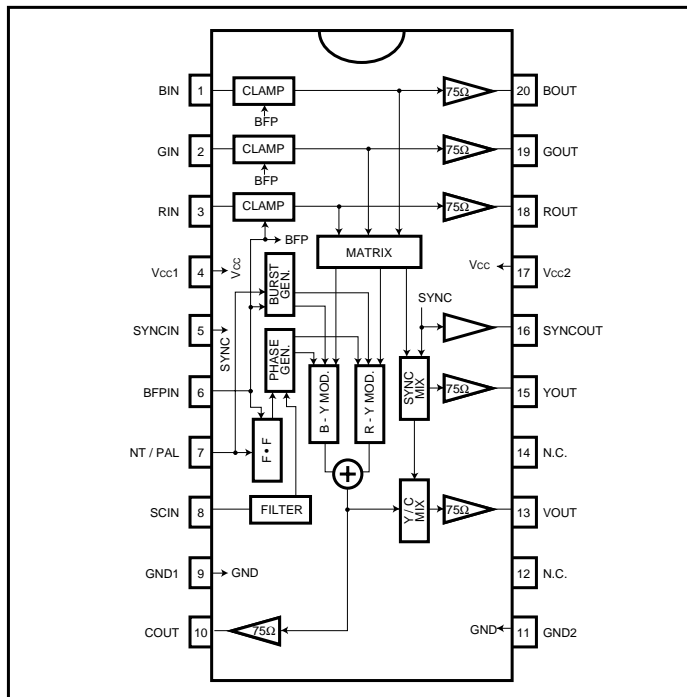 BIN 1 CLAMP 75Ω 20 BOUT
BFP
GIN 2 CLAMP 75Ω 19 GOUT
BFP
RIN 3 CLAMP 75Ω 18 ROUT
BFP
MATRIX
Vcc1 4 Vcc
Vcc 17 Vcc2
BURST GEN.
SYNC
SYNCIN 5 SYNC
16 SYNCOUT
PHASE GEN.
BFPIN 6
B - Y MOD.
R - Y MOD.
SYNC MIX
75Ω 15 YOUT
NT / PAL 7
F • F
14 N.C.
+
SCIN 8 FILTER
Y / C MIX
75Ω 13 VOUT
GND1 9 GND
12 N.C.
COUT 10 75Ω
GND 11 GND2